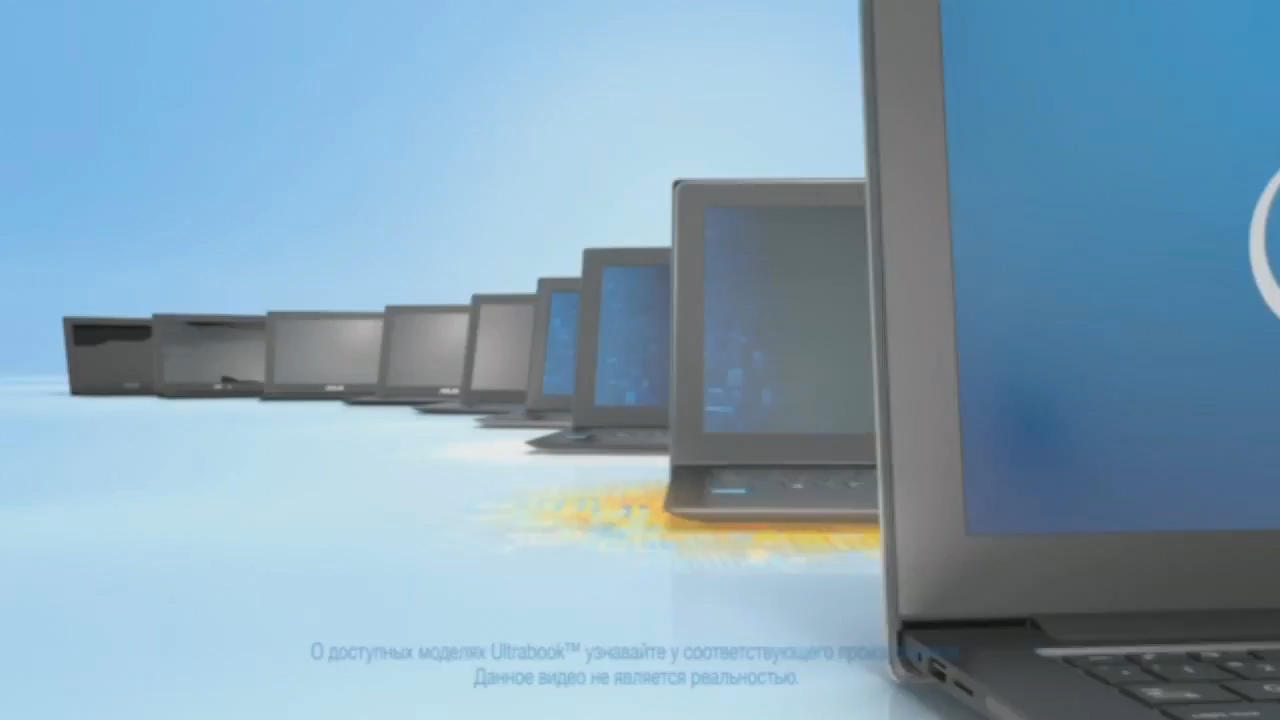 О доступных моделях Ultrabook™ узнавайте у соответствующего
Данное видео не является реальностью.